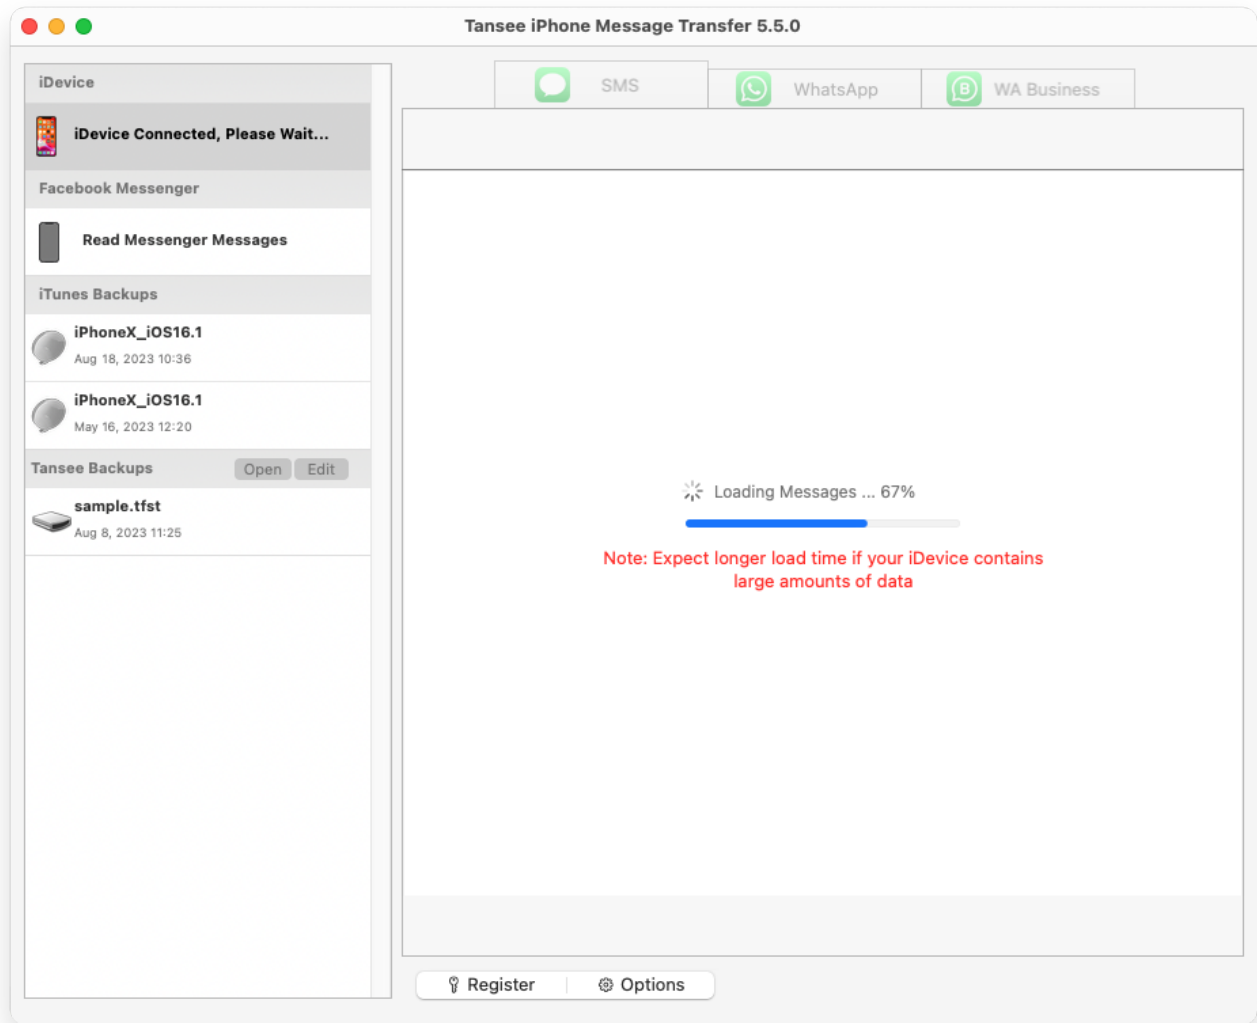 Tansee iPhone Message Transfer 5.5.0
iDevice
iDevice Connected, Please Wait...
Facebook Messenger
Read Messenger Messages
iTunes Backups
iPhoneX_iOS16.1
Aug 18, 2023 10:36
iPhoneX_iOS16.1
May 16, 2023 12:20
Tansee Backups Open Edit
sample.tfst
Aug 8, 2023 11:25
SMS WhatsApp B WA Business
Loading Messages ... 67%
Note: Expect longer load time if your iDevice contains
large amounts of data
Register Options